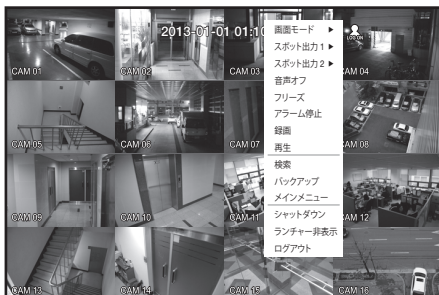 2013-01-01 01:10
LOG ON
CAM 01
CAM 02
CAM 03
CAM 04
CAM 05
CAM 06
CAM 07
CAM 08
CAM 09
CAM 10
CAM 11
CAM 12
CAM 13
CAM 14
CAM 15
CAM 16
画面モード ▶
スポット出力 1 ▶
スポット出力 2 ▶
音声オフ
フリーズ
アラーム停止
録画
再生
検索
バックアップ
メインメニュー
シャットダウン
ランチャー非表示
ログアウト